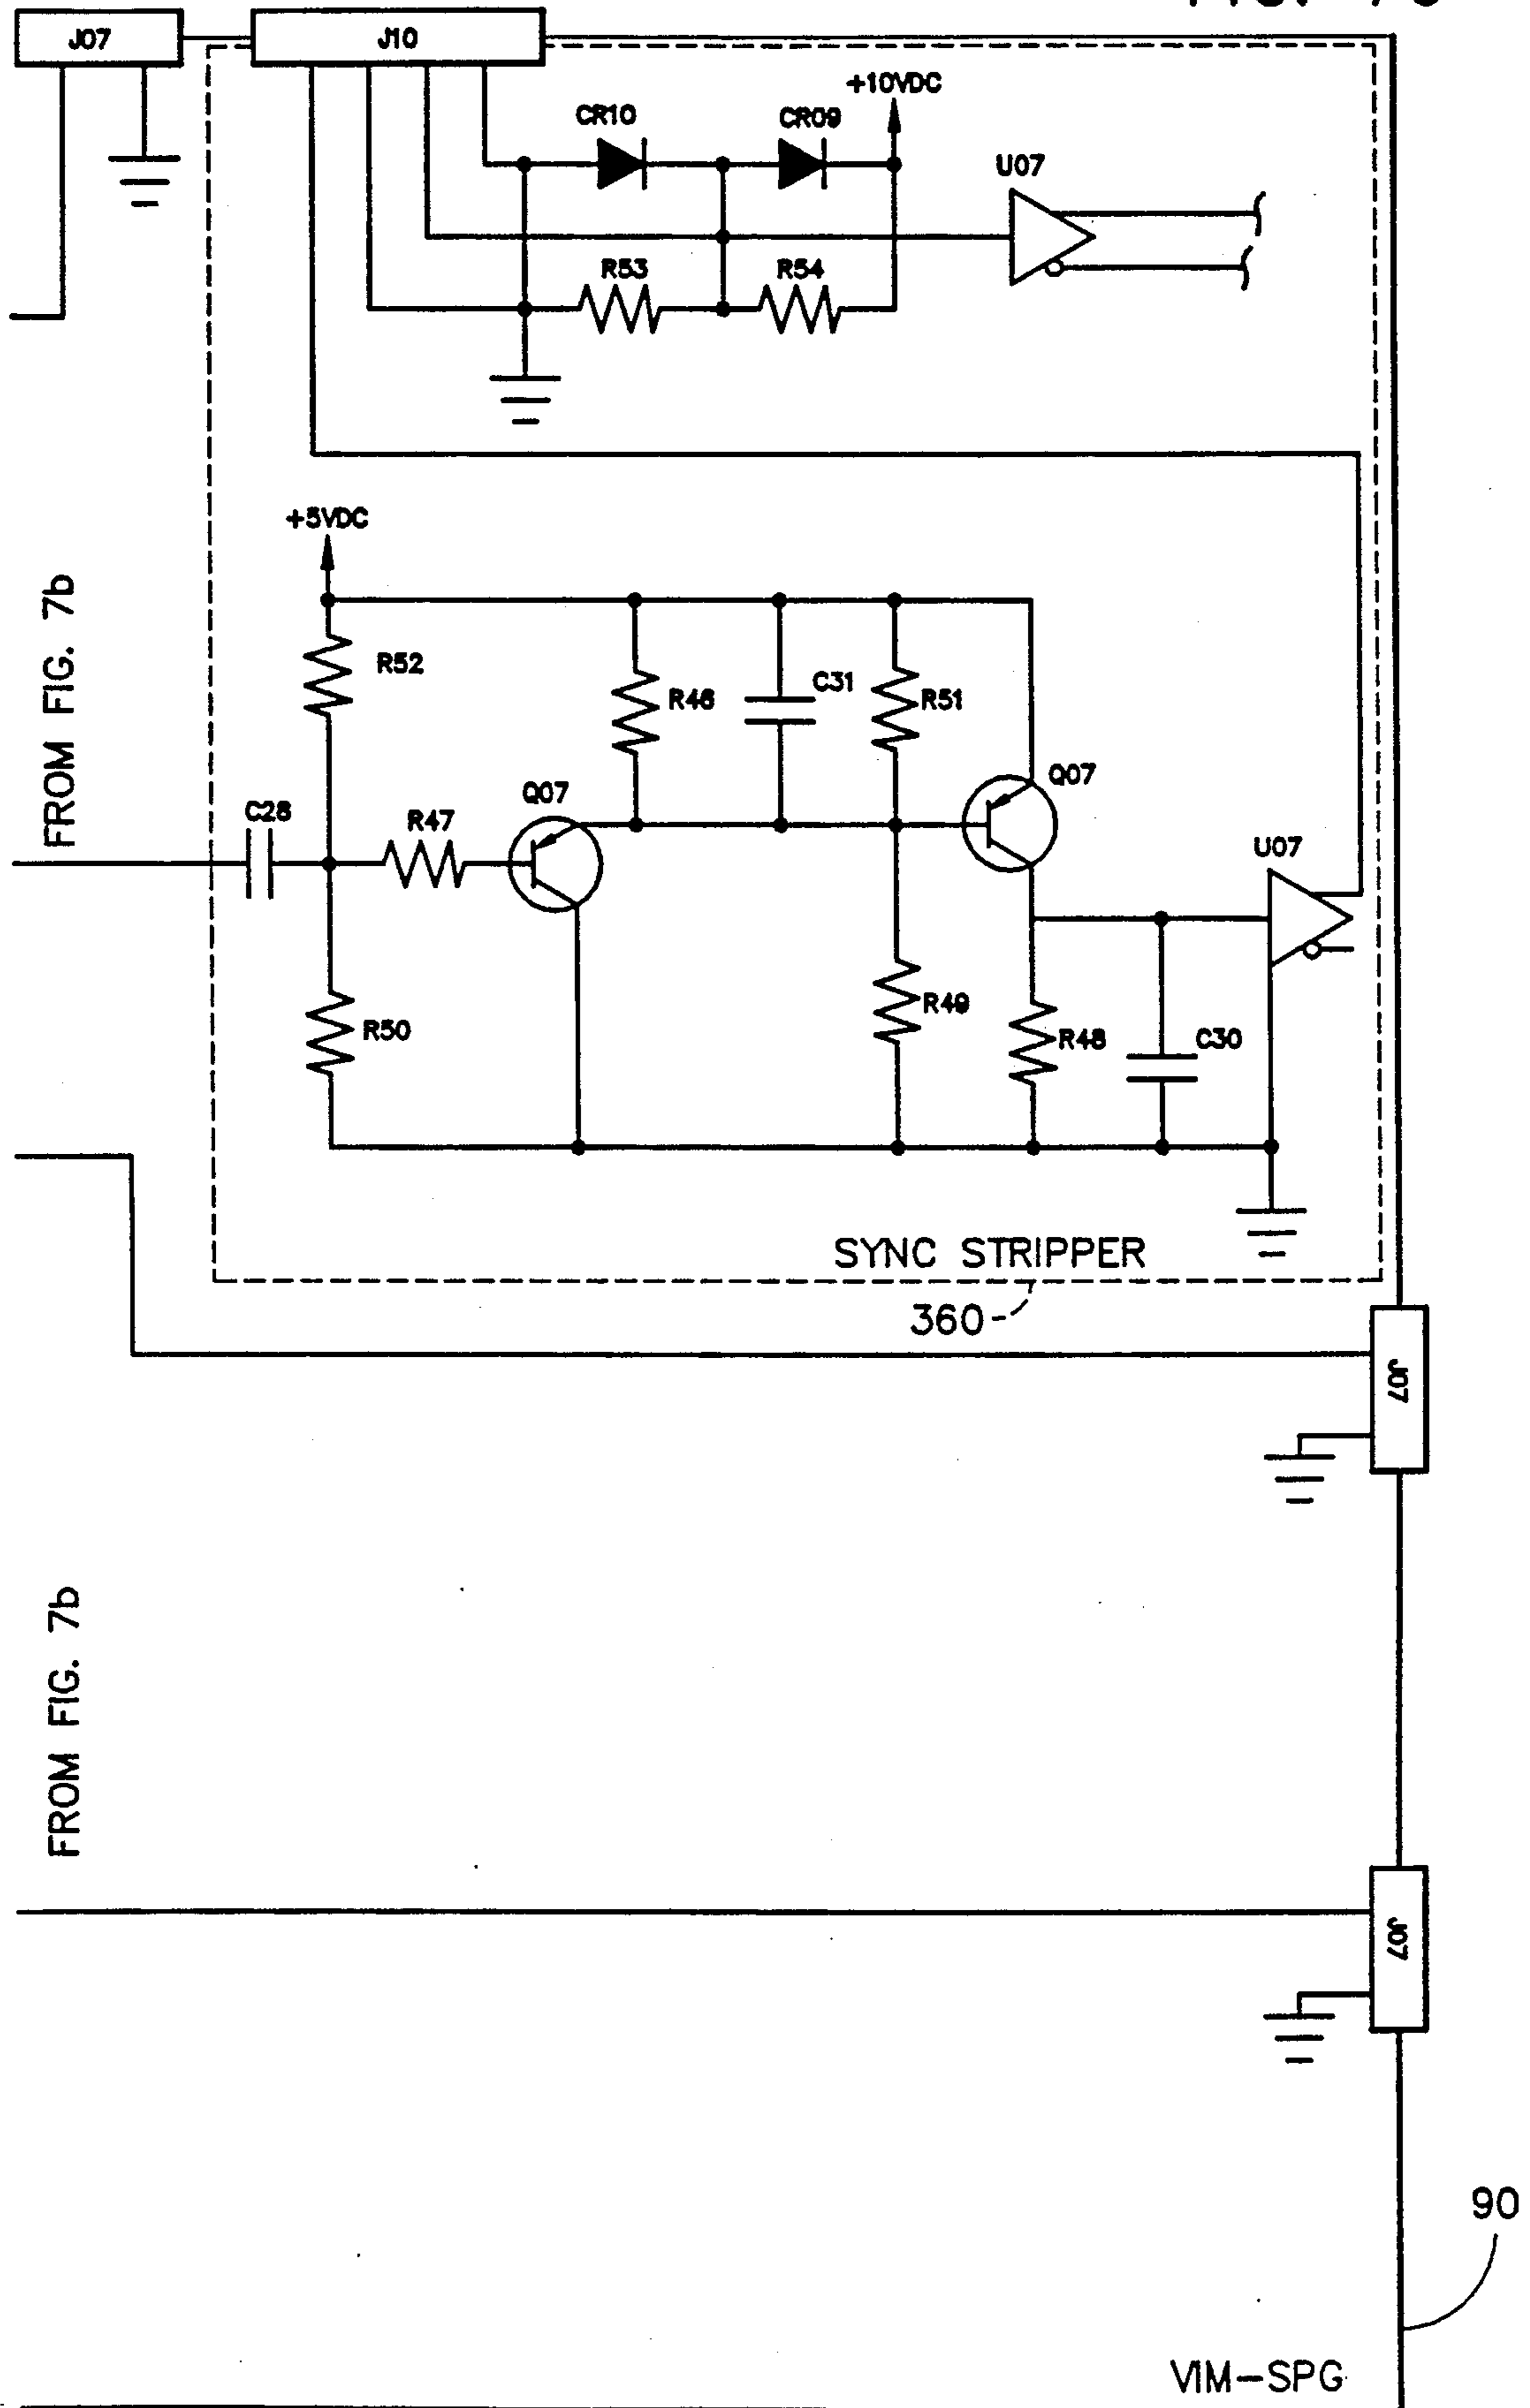 J07
J10
+10VDC
CR10
CR09
U07
R53
R54
+5VDC
FROM FIG. 7b
R52
R46
C31
R51
C28
R47
Q07
Q07
U07
R50
R49
R48
C30
SYNC STRIPPER
360
J07
FROM FIG. 7b
J07
90
VIM-SPG